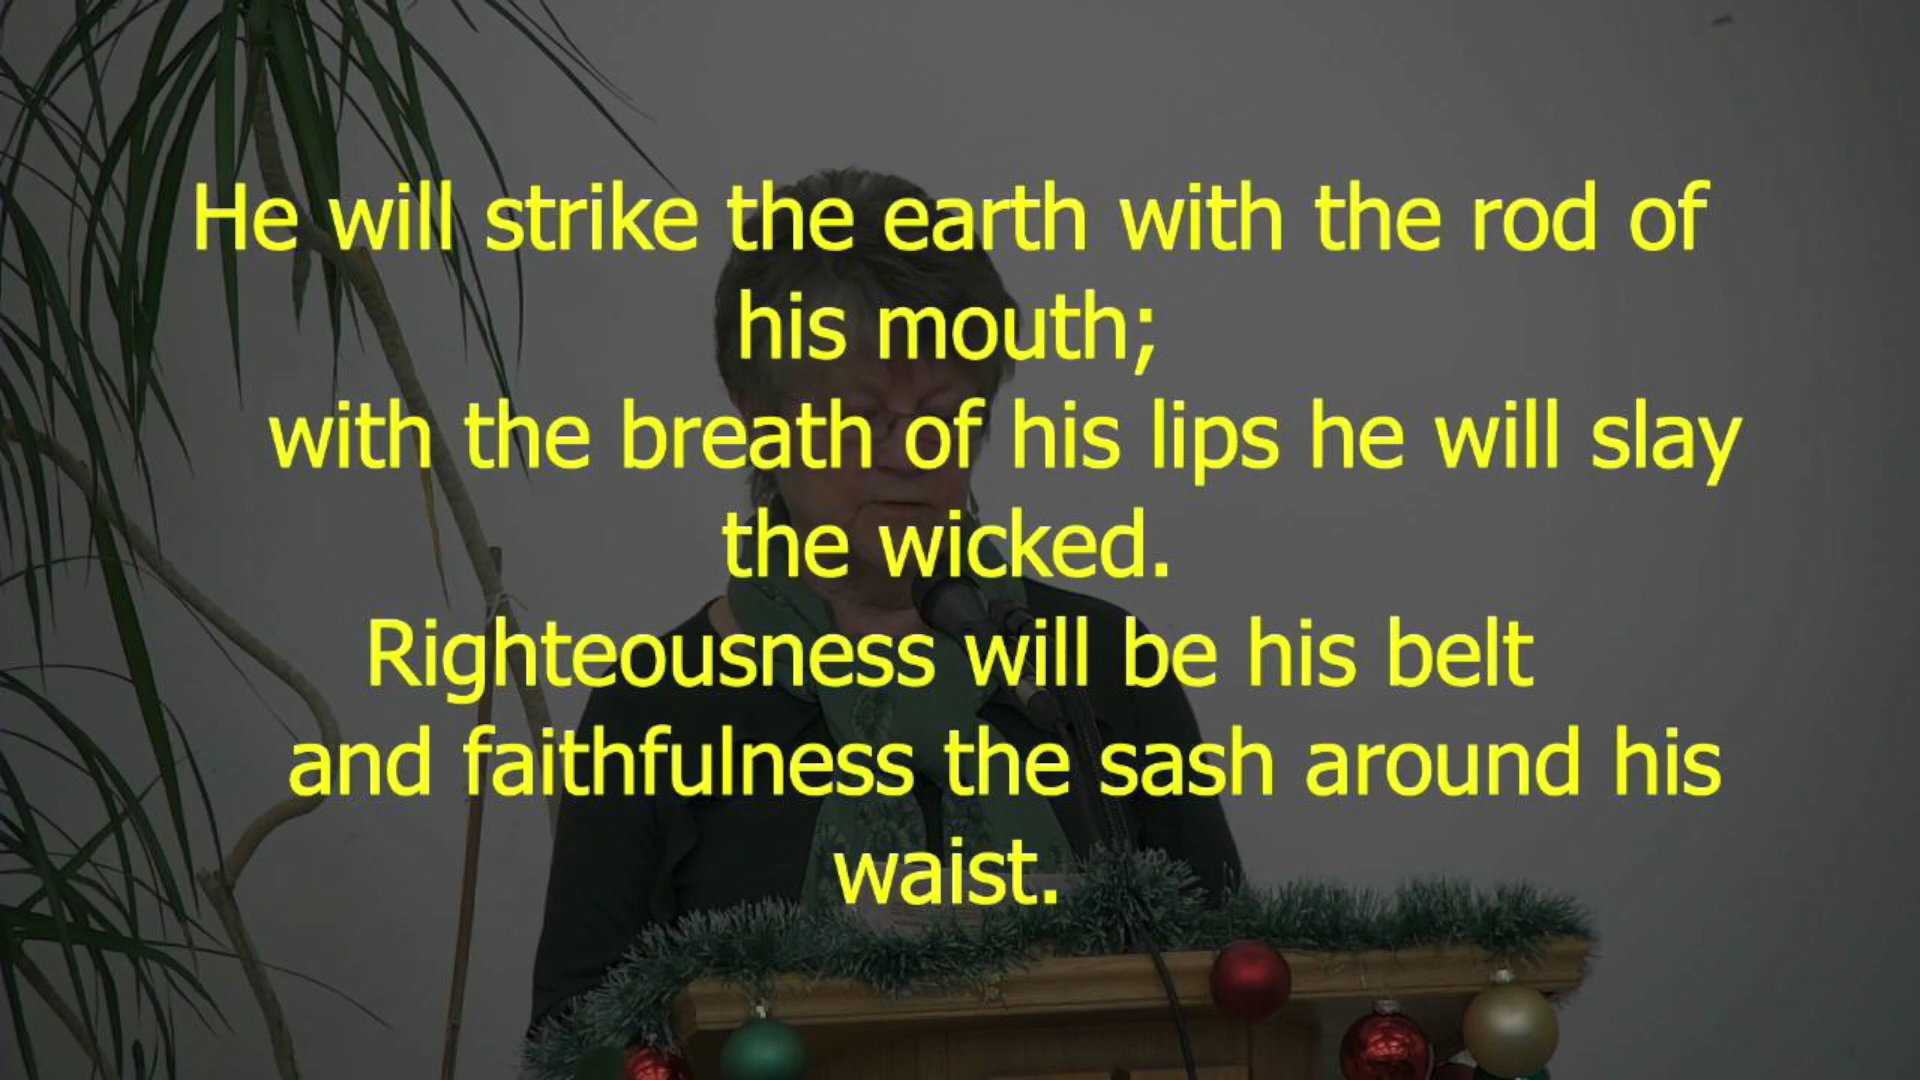 He will strike the earth with the rod of
his mouth;
with the breath of his lips he will slay
the wicked.
Righteousness will be his belt
and faithfulness the sash around his
waist.